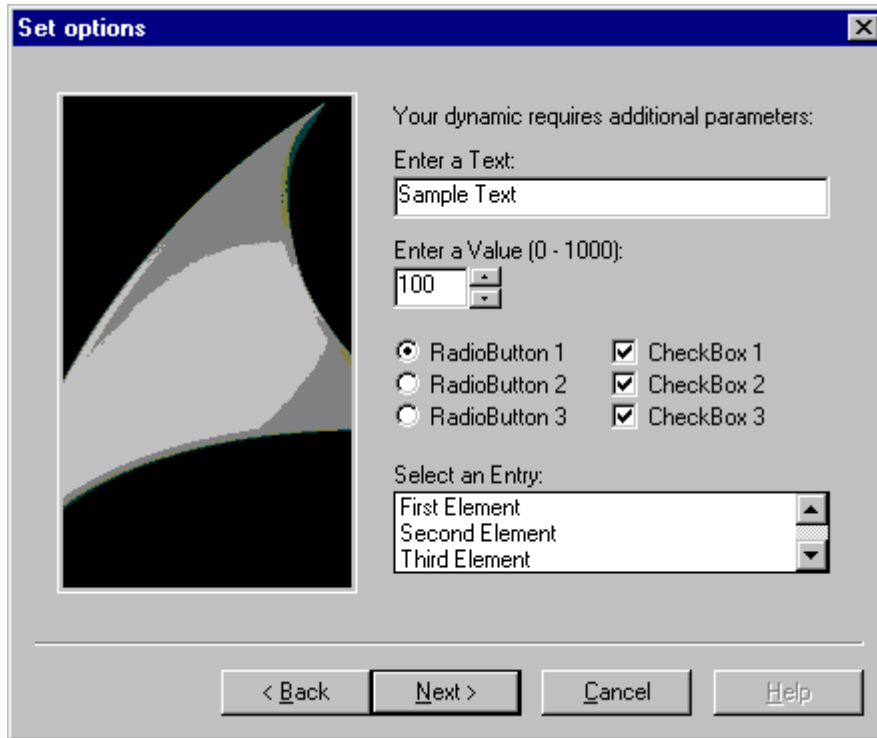 Set options
Your dynamic requires additional parameters:
Enter a Text:
Sample Text
Enter a Value (0 - 1000):
100
RadioButton 1 CheckBox 1
RadioButton 2 CheckBox 2
RadioButton 3 CheckBox 3
Select an Entry:
First Element
Second Element
Third Element
< Back Next > Cancel Help